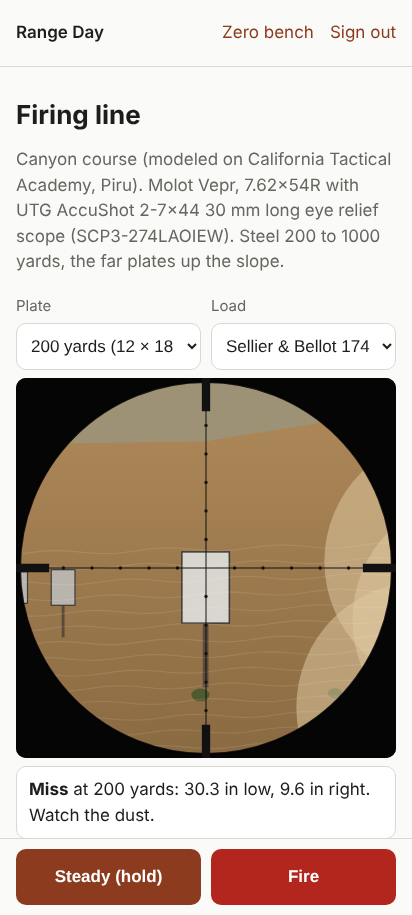 Range Day Zero bench Sign out
Firing line
Canyon course (modeled on California Tactical
Academy, Piru). Molot Vepr, 7.62×54R with
UTG AccuShot 2-7×44 30 mm long eye relief
scope (SCP3-274LAOIEW). Steel 200 to 1000
yards, the far plates up the slope.
Plate Load
200 yards (12 × 18 Sellier & Bellot 174
Miss at 200 yards: 30.3 in low, 9.6 in right.
Watch the dust.
Steady (hold) Fire